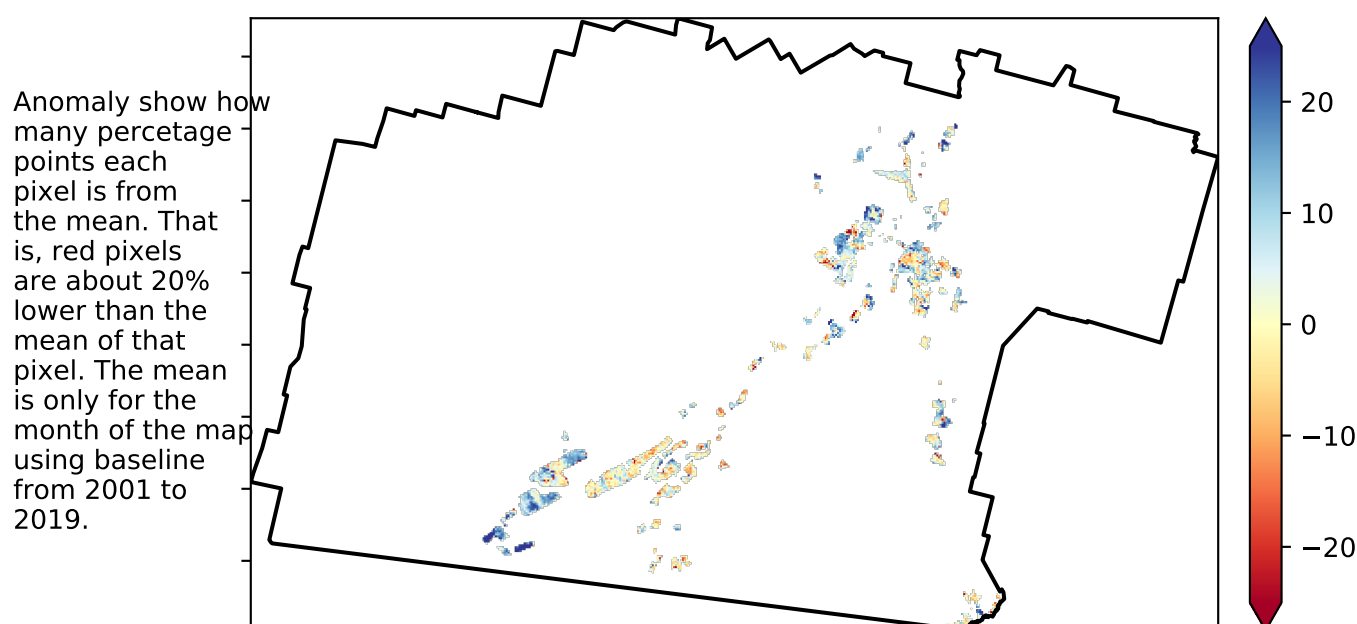 Anomaly show how
many percetage
points each
pixel is from
the mean. That
is, red pixels
are about 20%
lower than the
mean of that
pixel. The mean
is only for the
month of the map
using baseline
from 2001 to
2019.
20
10
0
−10
−20